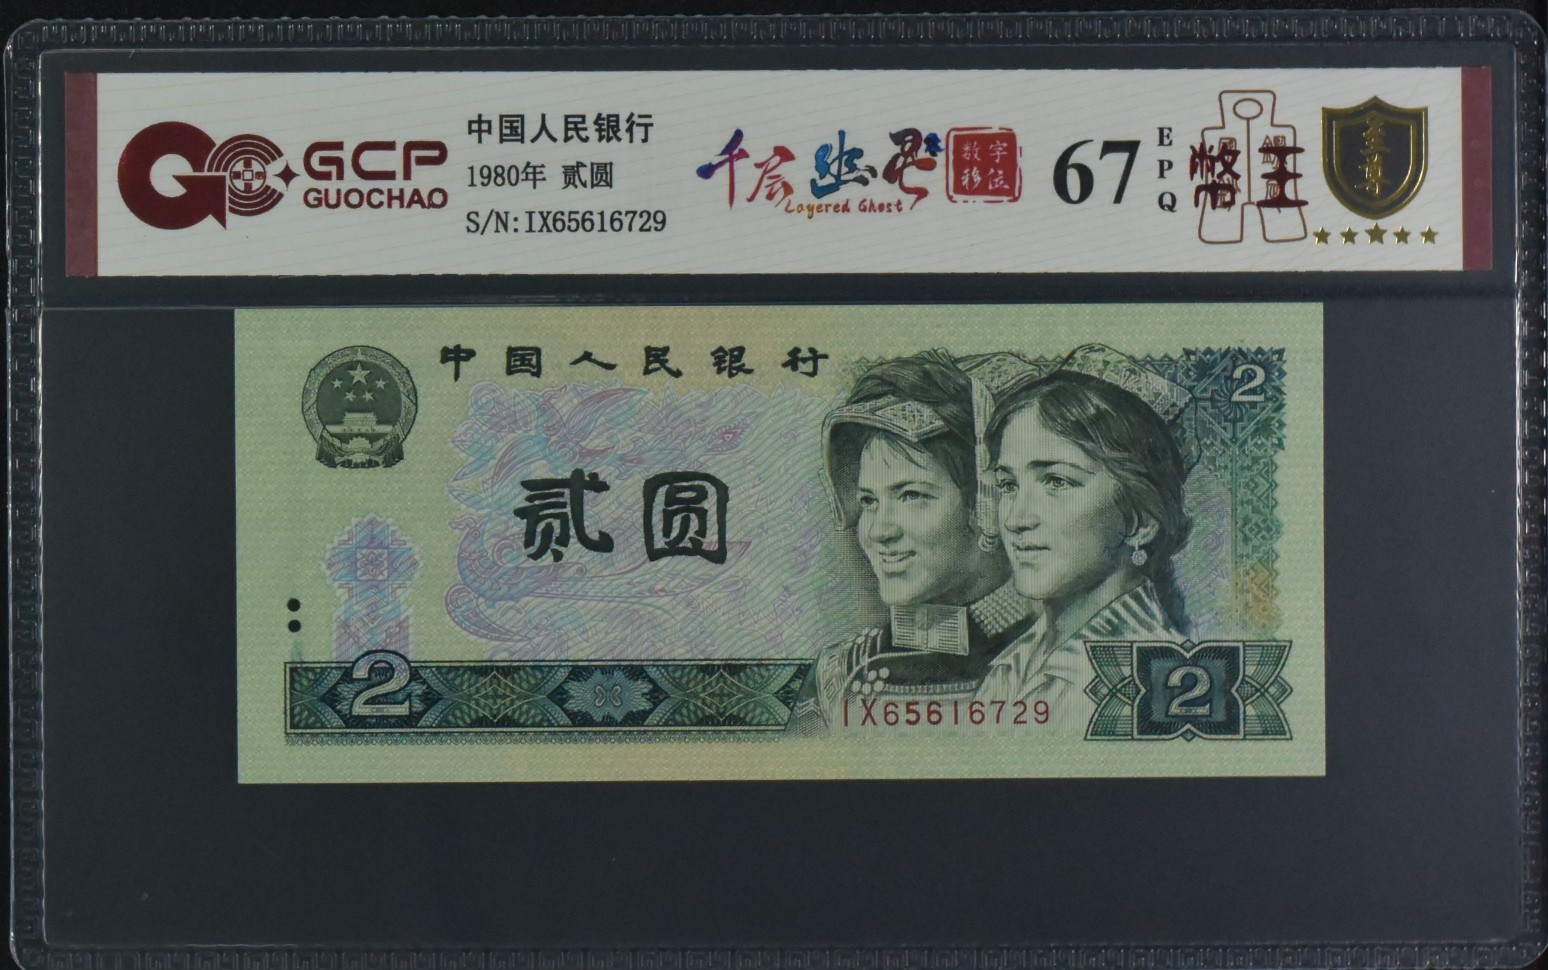 GCP
GUOCHAO
中国人民银行
1980年 贰圆
S/N:IX65616729
千层幽灵
Layered Ghost
数字
移位
67
EPQ
至尊
中国人民银行
2
贰圆
2
IX65616729
2